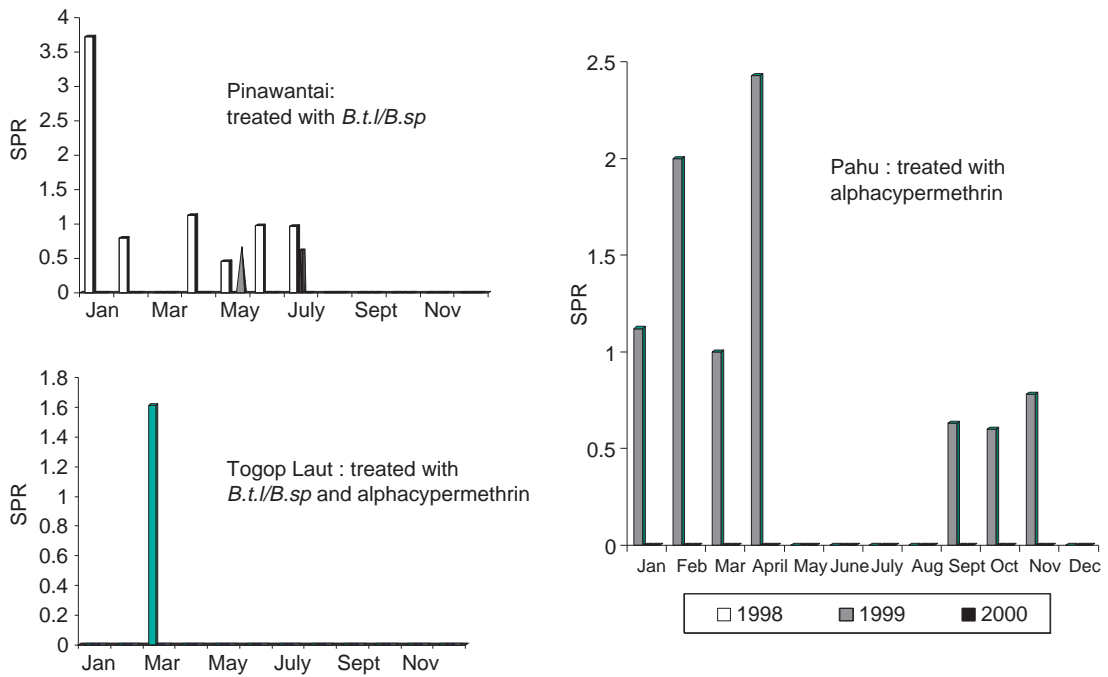 4
3.5
3
2.5
2
1.5
1
0.5
0
SPR
Pinawantai:
treated with B.t.l/B.sp
Jan Mar May July Sept Nov
1.8
1.6
1.4
1.2
1
0.8
0.6
0.4
0.2
0
SPR
Togop Laut : treated with
B.t.l/B.sp and alphacypermethrin
Jan Mar May July Sept Nov
2.5
2
1.5
1
0.5
0
SPR
Pahu : treated with
alphacypermethrin
Jan Feb Mar April May June July Aug Sept Oct Nov Dec
1998 1999 2000